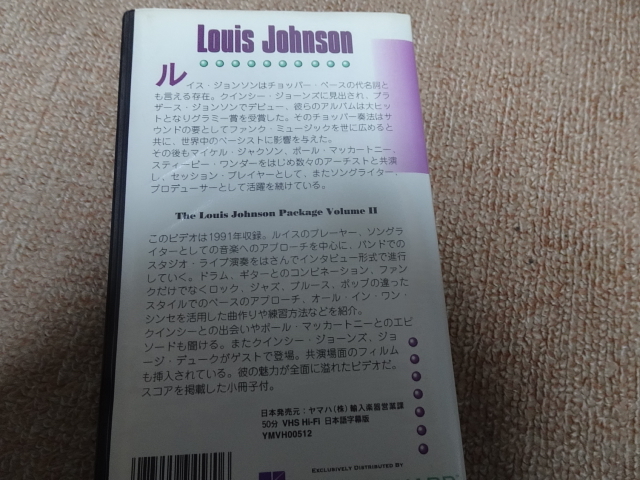 Louis Johnson
ルイス・ジョンソンはチョッパー・ベースの代名詞と
も言える存在。クインシー・ジョーンズに見出され、ブラ
ザース・ジョンソンでデビュー、彼らのアルバムは大ヒッ
トとなりグラミー賞を受賞した。そのチョッパー奏法はサ
ウンドの要としてファンク・ミュージックを世に広めると
共に、世界中のベーシストに影響を与えた。
その後もマイケル・ジャクソン、ポール・マッカートニー、
スティービー・ワンダーをはじめ数々のアーチストと共演
し、セッション・プレイヤーとして、またソングライター、
プロデューサーとして活躍を続けている。
The Louis Johnson Package Volume II
このビデオは1991年収録。ルイスのプレーヤー、ソングラ
イターとしての音楽へのアプローチを中心に、バンドでの
スタジオ・ライブ演奏をはさんでインタビュー形式で進行
していく。ドラム、ギターとのコンビネーション、ファン
クだけでなくロック、ジャズ、ブルース、ポップの違った
スタイルでのベースのアプローチ、オール・イン・ワン・
シンセを活用した曲作りや練習方法などを紹介。
クインシーとの出会いやポール・マッカートニーとのエピ
ソードも聞ける。またクインシー・ジョーンズ、ジョ
ージ・デュークがゲストで登場。共演場面のフィルム
も挿入されている。彼の魅力が全面に溢れたビデオだ。
スコアを掲載した小冊子付。
日本発売元：ヤマハ（株）輸入楽譜営業課
50分 VHS Hi-Fi 日本語字幕版
YMVH00512
EXCLUSIVELY DISTRIBUTED BY